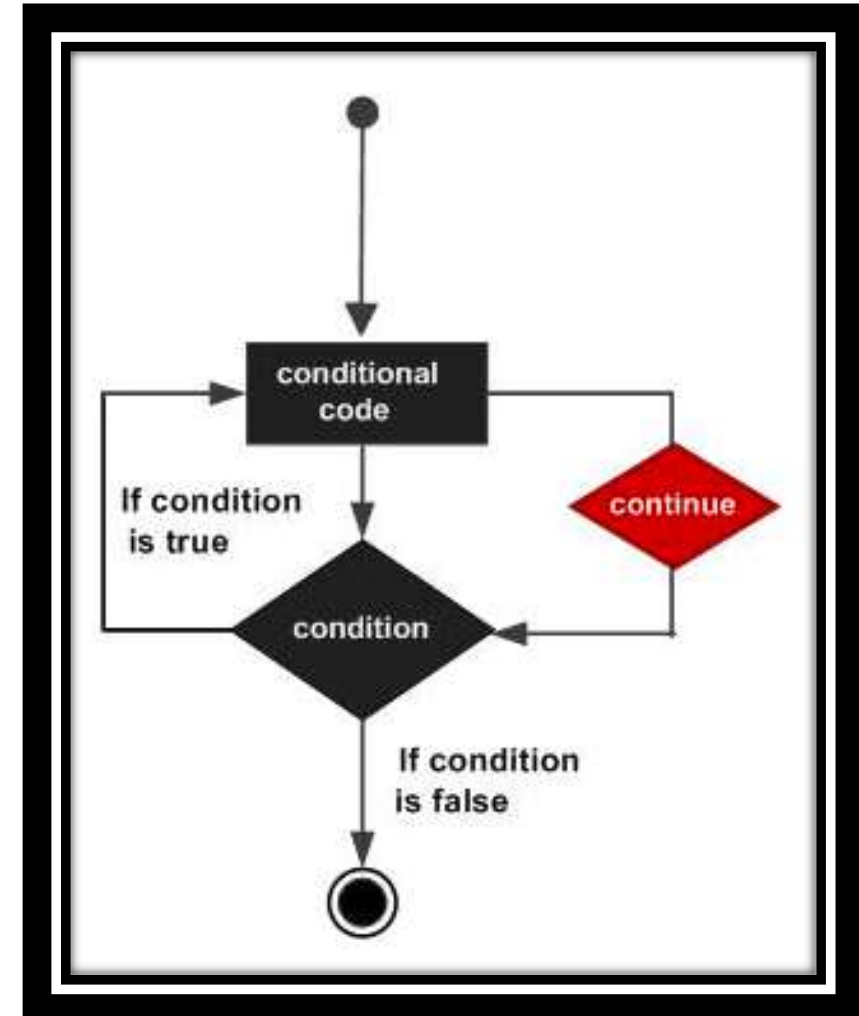 conditional
code
If condition
is true
continue
condition
If condition
is false